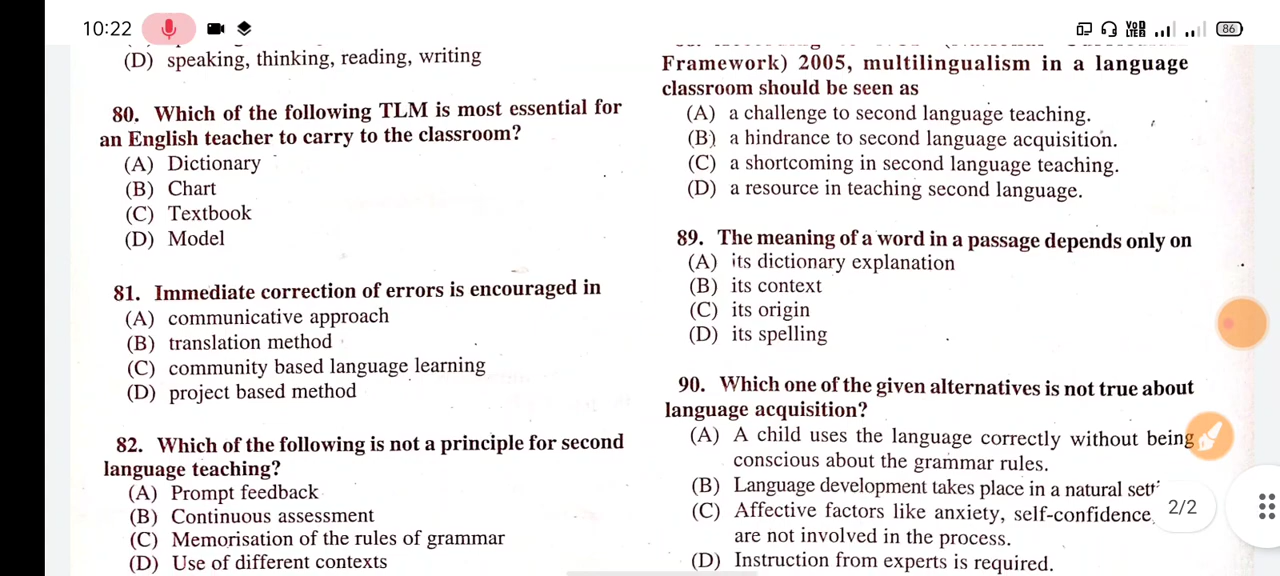 10:22
VoD
LTE
86
(D) speaking, thinking, reading, writing
80. Which of the following TLM is most essential for
an English teacher to carry to the classroom?
(A) Dictionary
(B) Chart
(C) Textbook
(D) Model
81. Immediate correction of errors is encouraged in
(A) communicative approach
(B) translation method
(C) community based language learning
(D) project based method
82. Which of the following is not a principle for second
language teaching?
(A) Prompt feedback
(B) Continuous assessment
(C) Memorisation of the rules of grammar
(D) Use of different contexts
Framework) 2005, multilingualism in a language
classroom should be seen as
(A) a challenge to second language teaching.
(B) a hindrance to second language acquisition.
(C) a shortcoming in second language teaching.
(D) a resource in teaching second language.
89. The meaning of a word in a passage depends only on
(A) its dictionary explanation
(B) its context
(C) its origin
(D) its spelling
90. Which one of the given alternatives is not true about
language acquisition?
(A) A child uses the language correctly without being
conscious about the grammar rules.
(B) Language development takes place in a natural
(C) Affective factors like anxiety, self-confidence
are not involved in the process.
(D) Instruction from experts is required.
2/2